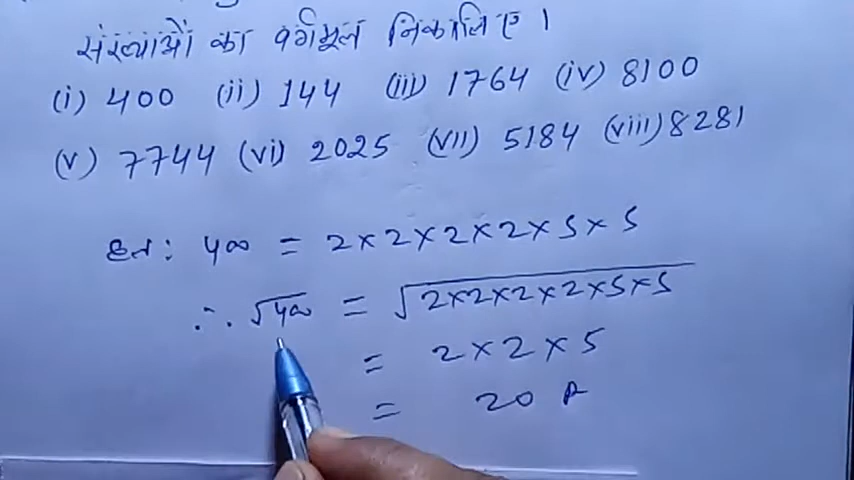 संख्याओं का वर्गमूल निकालिए।
(i) 400 (ii) 144 (iii) 1764 (iv) 8100
(v) 7744 (vi) 2025 (vii) 5184 (viii) 8281
हल: 400 = 2×2×2×2×5×5
∴ √400 = √2×2×2×2×5×5
= 2×2×5
= 20